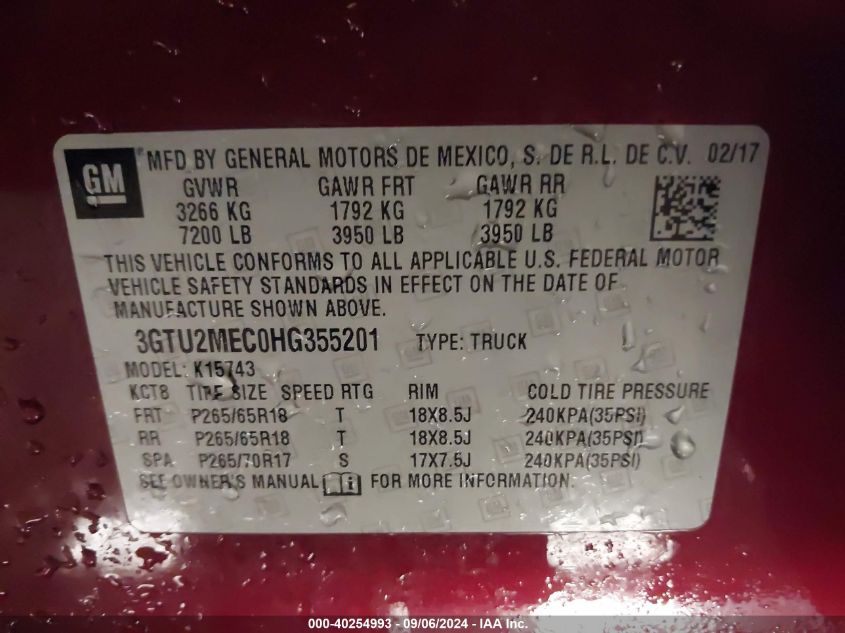 GM MFD BY GENERAL MOTORS DE MEXICO, S. DE R.L. DE C.V. 02/17
GVWR GAWR FRT GAWR RR
3266 KG 1792 KG 1792 KG
7200 LB 3950 LB 3950 LB
THIS VEHICLE CONFORMS TO ALL APPLICABLE U.S. FEDERAL MOTOR
VEHICLE SAFETY STANDARDS IN EFFECT ON THE DATE OF
MANUFACTURE SHOWN ABOVE.
3GTU2MEC0HG355201 TYPE: TRUCK
MODEL: K15743
KCT8 TIRE SIZE SPEED RTG RIM COLD TIRE PRESSURE
FRT P265/65R18 T 18X8.5J 240KPA(35PSI)
RR P265/65R18 T 18X8.5J 240KPA(35PSI)
SPA P265/70R17 S 17X7.5J 240KPA(35PSI)
SEE OWNER'S MANUAL FOR MORE INFORMATION.
000-40254993 - 09/06/2024 - IAA Inc.